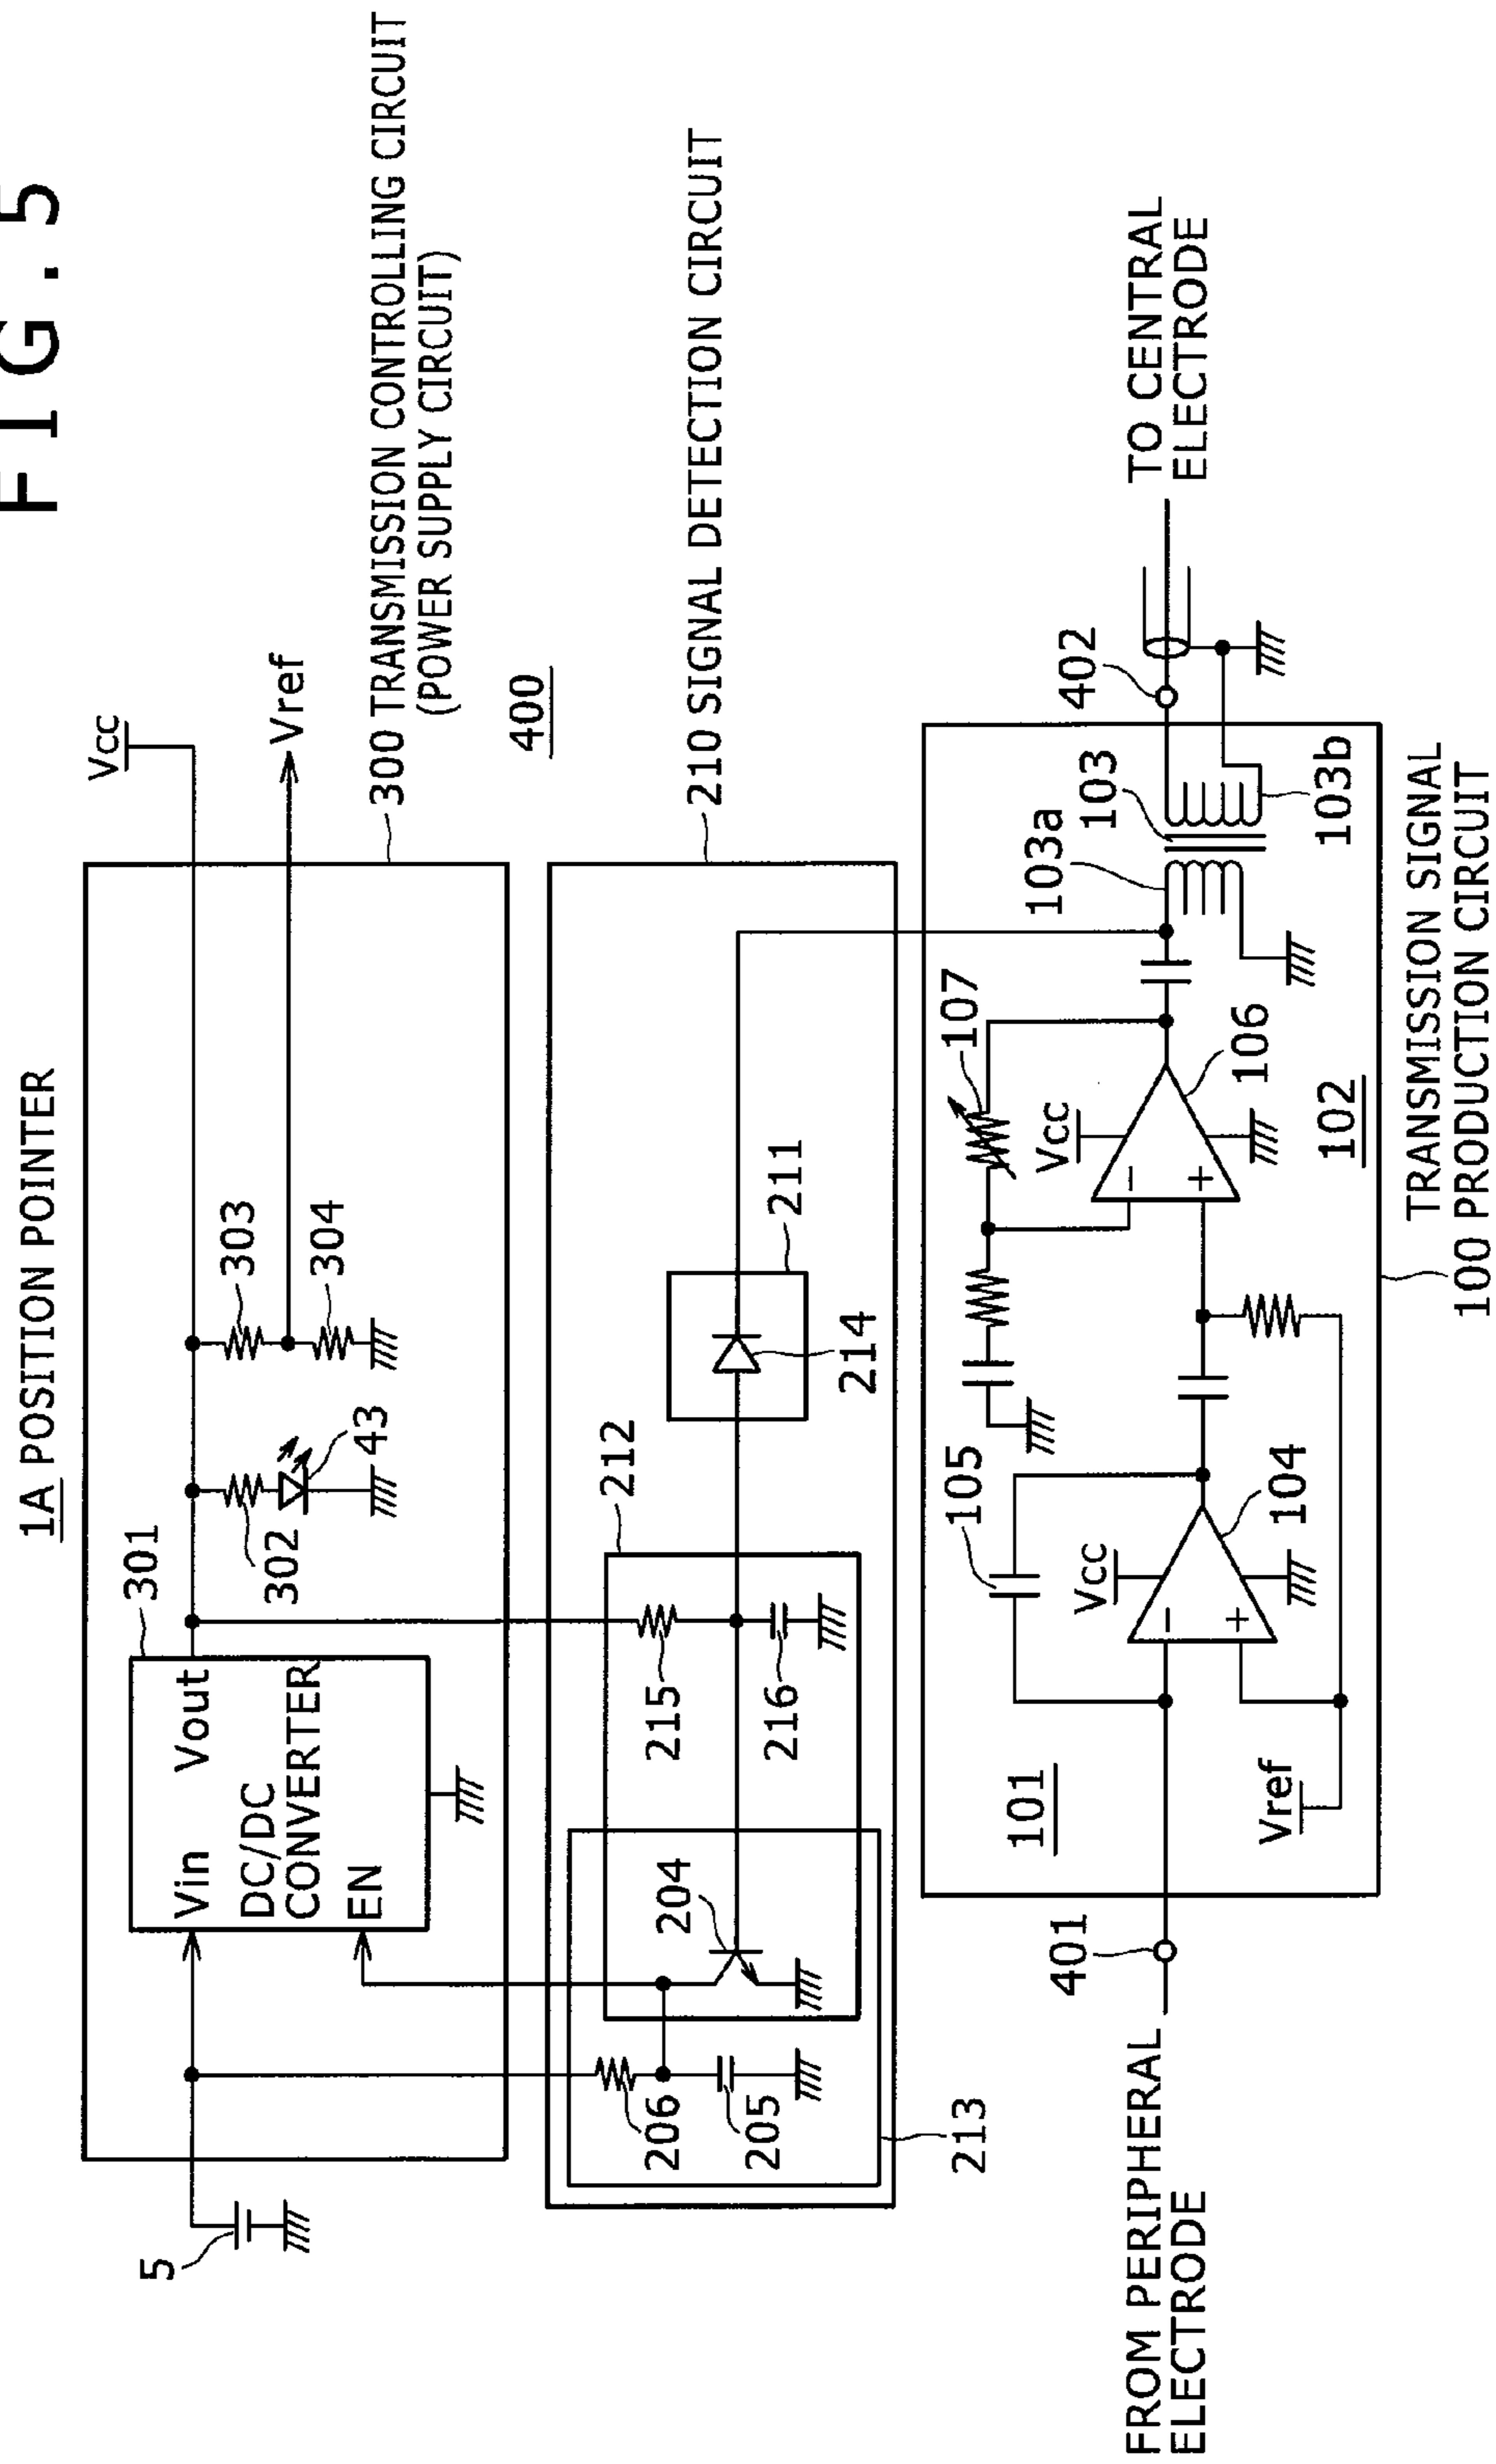 FIG.5
1A POSITION POINTER
Vcc
Vref
301
Vin
Vout
DC/DC
CONVERTER
EN
302
43
303
304
5
300 TRANSMISSION CONTROLLING CIRCUIT
(POWER SUPPLY CIRCUIT)
400
210 SIGNAL DETECTION CIRCUIT
212
211
204
215
216
214
206
205
213
401
FROM PERIPHERAL
ELECTRODE
101
Vref
105
Vcc
−
+
104
107
Vcc
−
+
106
102
103a
103
103b
402
TO CENTRAL
ELECTRODE
TRANSMISSION SIGNAL
100 PRODUCTION CIRCUIT